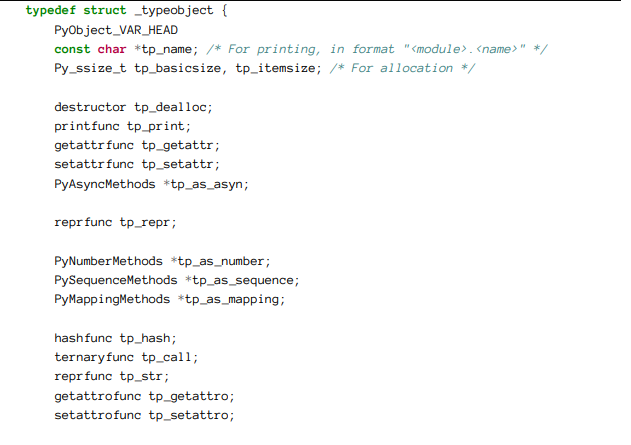 typedef struct _typeobject {
PyObject_VAR_HEAD
const char *tp_name; /* For printing, in format "<module>.<name>" */
Py_ssize_t tp_basicsize, tp_itemsize; /* For allocation */
destructor tp_dealloc;
printfunc tp_print;
getattrfunc tp_getattr;
setattrfunc tp_setattr;
PyAsyncMethods *tp_as_asyn;
reprfunc tp_repr;
PyNumberMethods *tp_as_number;
PySequenceMethods *tp_as_sequence;
PyMappingMethods *tp_as_mapping;
hashfunc tp_hash;
ternaryfunc tp_call;
reprfunc tp_str;
getattrofunc tp_getattro;
setattrofunc tp_setattro;